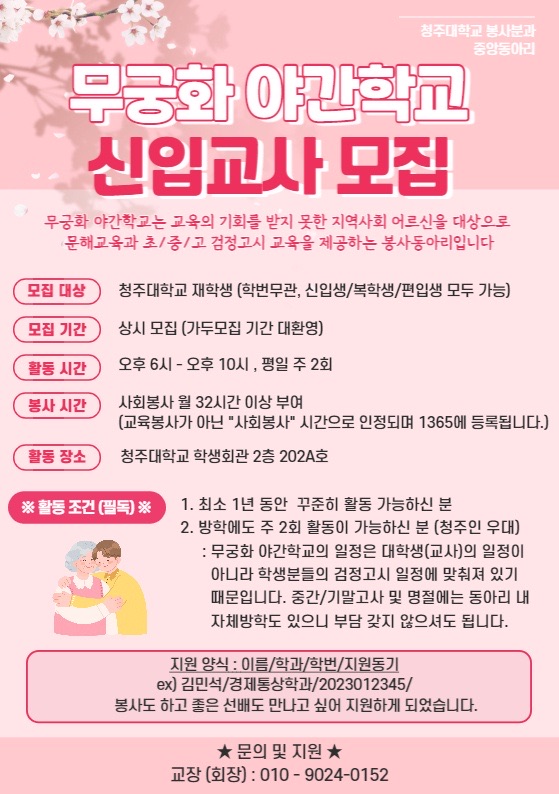 청주대학교 봉사분과
중앙동아리
무궁화 야간학교
신입교사 모집
무궁화 야간학교는 교육의 기회를 받지 못한 지역사회 어르신을 대상으로
문해교육과 초/중/고 검정고시 교육을 제공하는 봉사동아리입니다
모집 대상 청주대학교 재학생 (학번무관, 신입생/복학생/편입생 모두 가능)
모집 기간 상시 모집 (가두모집 기간 대환영)
활동 시간 오후 6시 - 오후 10시 , 평일 주 2회
봉사 시간 사회봉사 월 32시간 이상 부여
(교육봉사가 아닌 "사회봉사" 시간으로 인정되며 1365에 등록됩니다.)
활동 장소 청주대학교 학생회관 2층 202A호
※ 활동 조건 (필독) ※ 1. 최소 1년 동안 꾸준히 활동 가능하신 분
2. 방학에도 주 2회 활동이 가능하신 분 (청주인 우대)
: 무궁화 야간학교의 일정은 대학생(교사)의 일정이
아니라 학생분들의 검정고시 일정에 맞춰져 있기
때문입니다. 중간/기말고사 및 명절에는 동아리 내
자체방학도 있으니 부담 갖지 않으셔도 됩니다.
지원 양식 : 이름/학과/학번/지원동기
ex) 김민석/경제통상학과/2023012345/
봉사도 하고 좋은 선배도 만나고 싶어 지원하게 되었습니다.
★ 문의 및 지원 ★
교장 (회장) : 010 - 9024-0152